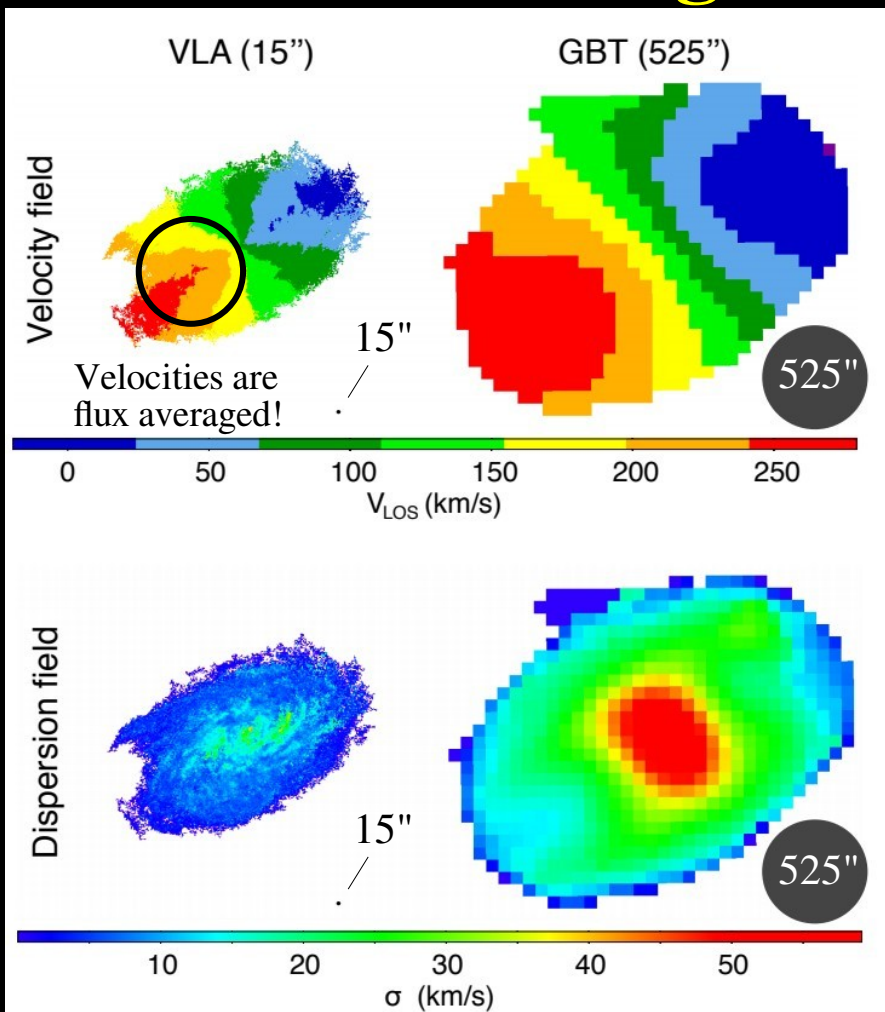 VLA (15”)
GBT (525”)
Velocity field
15"
Velocities are
flux averaged!
525"
0 50 100 150 200 250
V_LOS (km/s)
Dispersion field
15"
525"
10 20 30 40 50
σ (km/s)